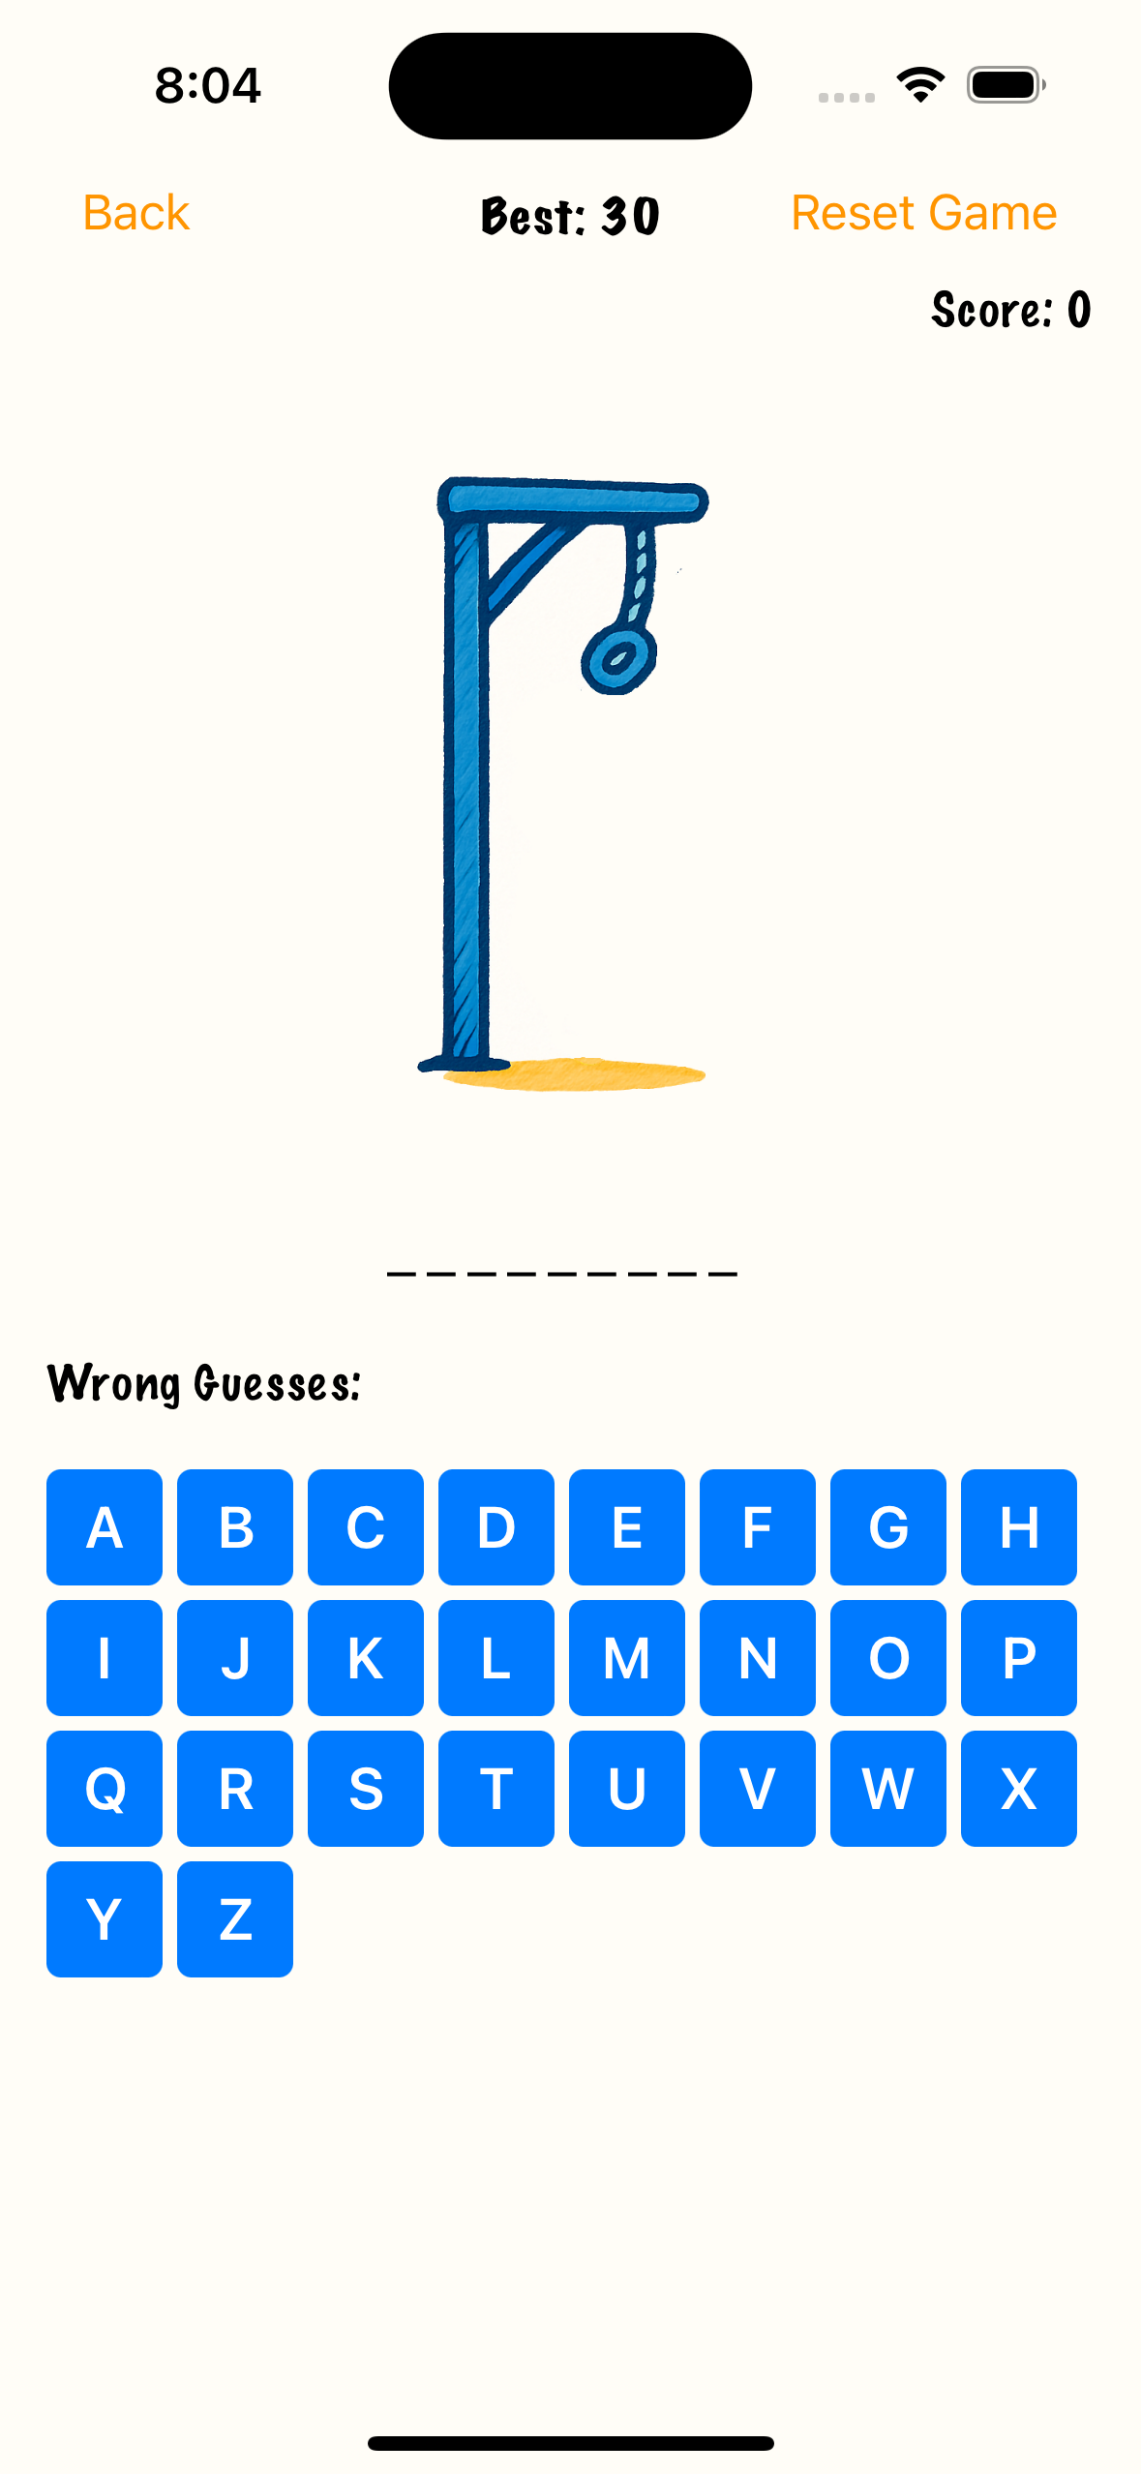 8:04
Back Best: 30 Reset Game
Score: 0
_ _ _ _ _ _ _ _ _
Wrong Guesses:
A B C D E F G H
I J K L M N O P
Q R S T U V W X
Y Z